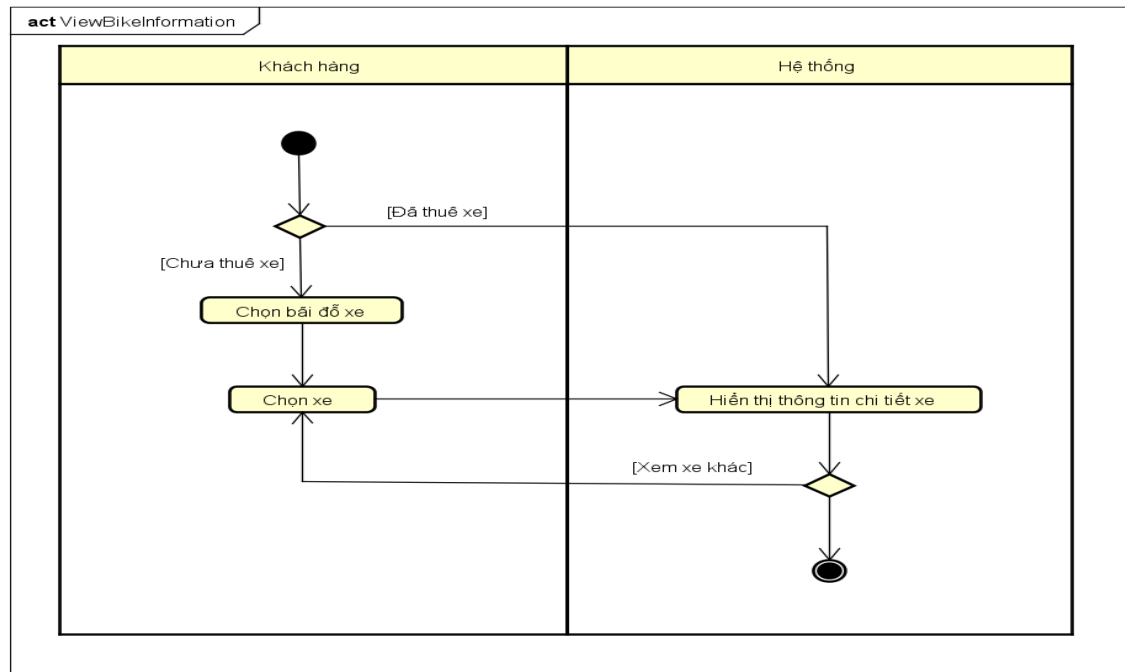 act ViewBikeInformation
Khách hàng
Hệ thống
[Đã thuê xe]
[Chưa thuê xe]
Chọn bãi đỗ xe
Chọn xe
Hiển thị thông tin chi tiết xe
[Xem xe khác]